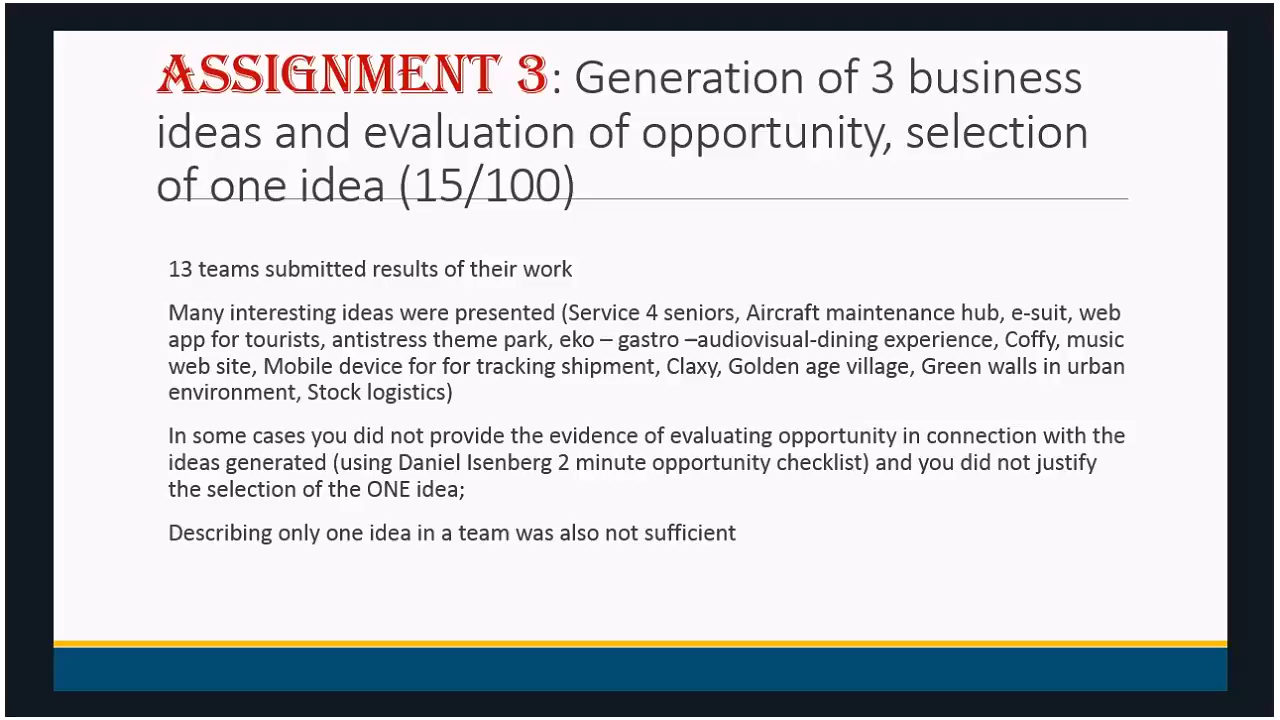 ASSIGNMENT 3: Generation of 3 business
ideas and evaluation of opportunity, selection
of one idea (15/100)
13 teams submitted results of their work
Many interesting ideas were presented (Service 4 seniors, Aircraft maintenance hub, e-suit, web
app for tourists, antistress theme park, eko – gastro –audiovisual-dining experience, Coffy, music
web site, Mobile device for for tracking shipment, Claxy, Golden age village, Green walls in urban
environment, Stock logistics)
In some cases you did not provide the evidence of evaluating opportunity in connection with the
ideas generated (using Daniel Isenberg 2 minute opportunity checklist) and you did not justify
the selection of the ONE idea;
Describing only one idea in a team was also not sufficient